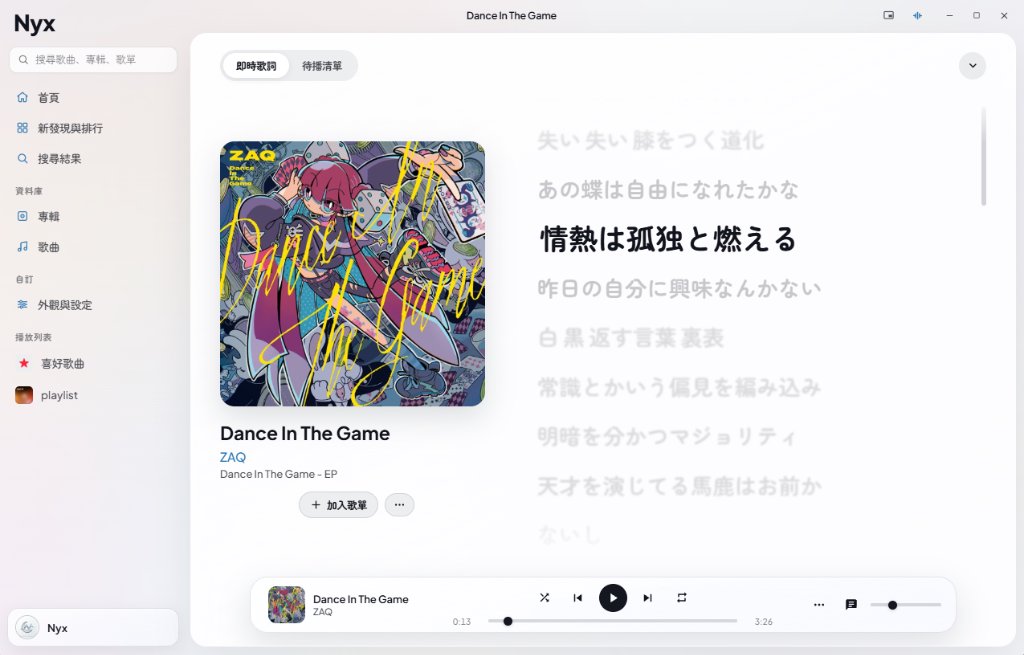 Nyx
Dance In The Game
搜尋歌曲、專輯、歌單
首頁
新發現與排行
搜尋結果
資料庫
專輯
歌曲
自訂
外觀與設定
播放列表
喜好歌曲
playlist
Nyx
即時歌詞
待播清單
ZAQ
Dance
In
The
Game
Dance In
The Game
Dance In The Game
ZAQ
Dance In The Game - EP
加入歌單
失い 失い 膝をつく道化
あの蝶は自由になれたかな
情熱は孤独と燃える
昨日の自分に興味なんかない
白 黒 返す言葉 裏表
常識とかいう偏見を編み込み
明暗を分かつマジョリティ
天才を演じてる馬鹿はお前か
ないし
Dance In The Game
ZAQ
0:13
3:26